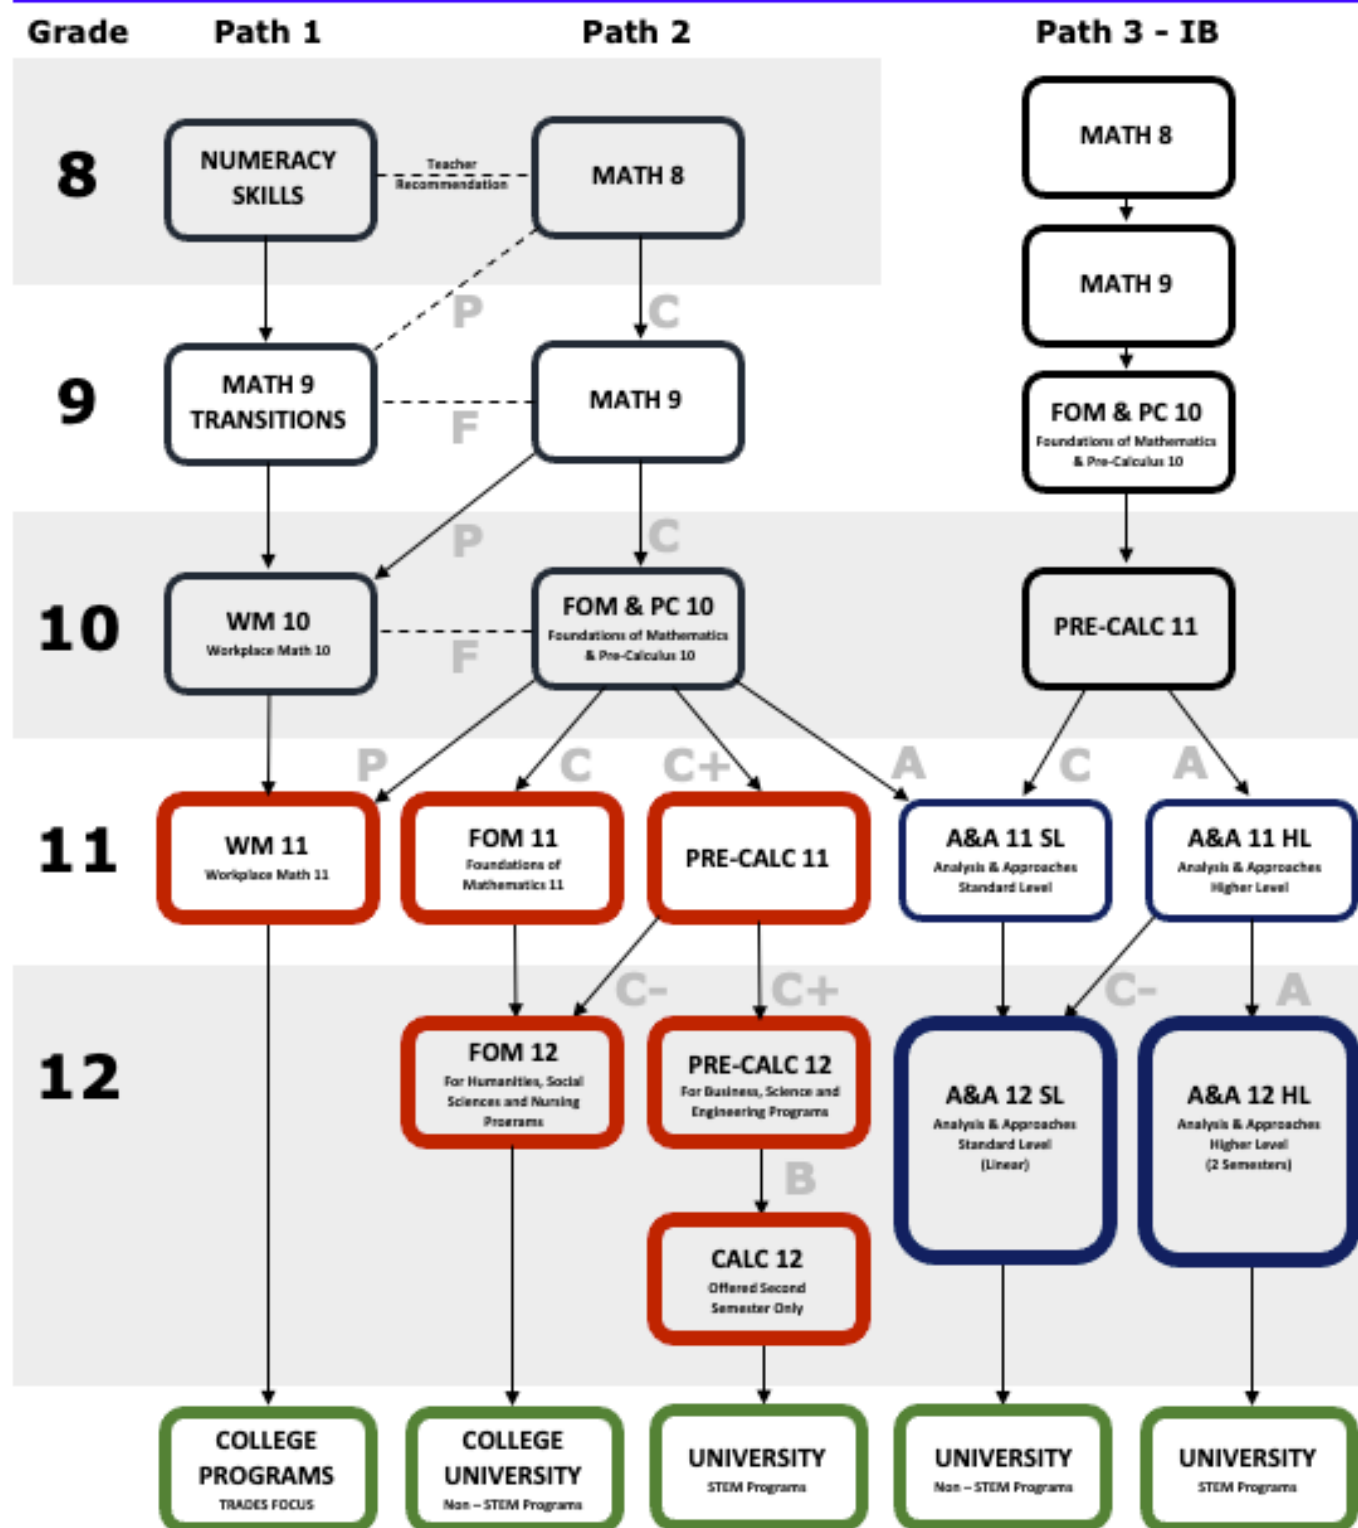 Grade Path 1 Path 2 Path 3 - IB
8
NUMERACY
SKILLS
Teacher
Recommendation
MATH 8
MATH 8
P
C
MATH 9
9
MATH 9
TRANSITIONS
F
MATH 9
FOM & PC 10
Foundations of Mathematics
& Pre-Calculus 10
P
C
10
WM 10
Workplace Math 10
F
FOM & PC 10
Foundations of Mathematics
& Pre-Calculus 10
PRE-CALC 11
P
C
C+
A
C
A
11
WM 11
Workplace Math 11
FOM 11
Foundations of
Mathematics 11
PRE-CALC 11
A&A 11 SL
Analysis & Approaches
Standard Level
A&A 11 HL
Analysis & Approaches
Higher Level
C-
C+
C-
A
12
FOM 12
For Humanities, Social
Sciences and Nursing
Programs
PRE-CALC 12
For Business, Science and
Engineering Programs
A&A 12 SL
Analysis & Approaches
Standard Level
(Linear)
A&A 12 HL
Analysis & Approaches
Higher Level
(2 Semesters)
B
CALC 12
Offered Second
Semester Only
COLLEGE
PROGRAMS
TRADES FOCUS
COLLEGE
UNIVERSITY
Non – STEM Programs
UNIVERSITY
STEM Programs
UNIVERSITY
Non – STEM Programs
UNIVERSITY
STEM Programs